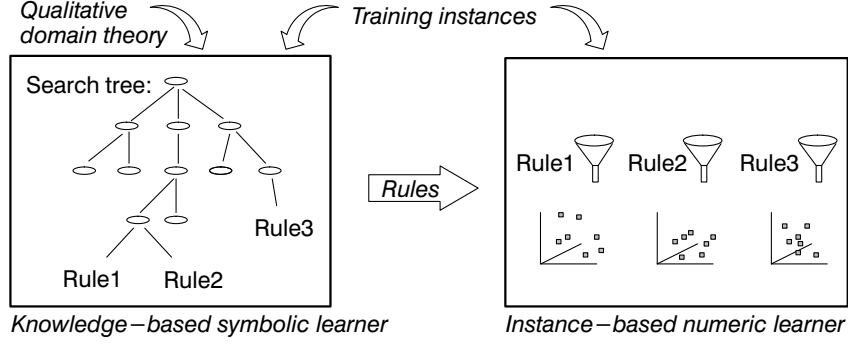 Qualitative
domain theory
Training instances
Search tree:
Rule3
Rule1 Rule2
Rules
Rule1 Rule2 Rule3
Knowledge–based symbolic learner
Instance–based numeric learner